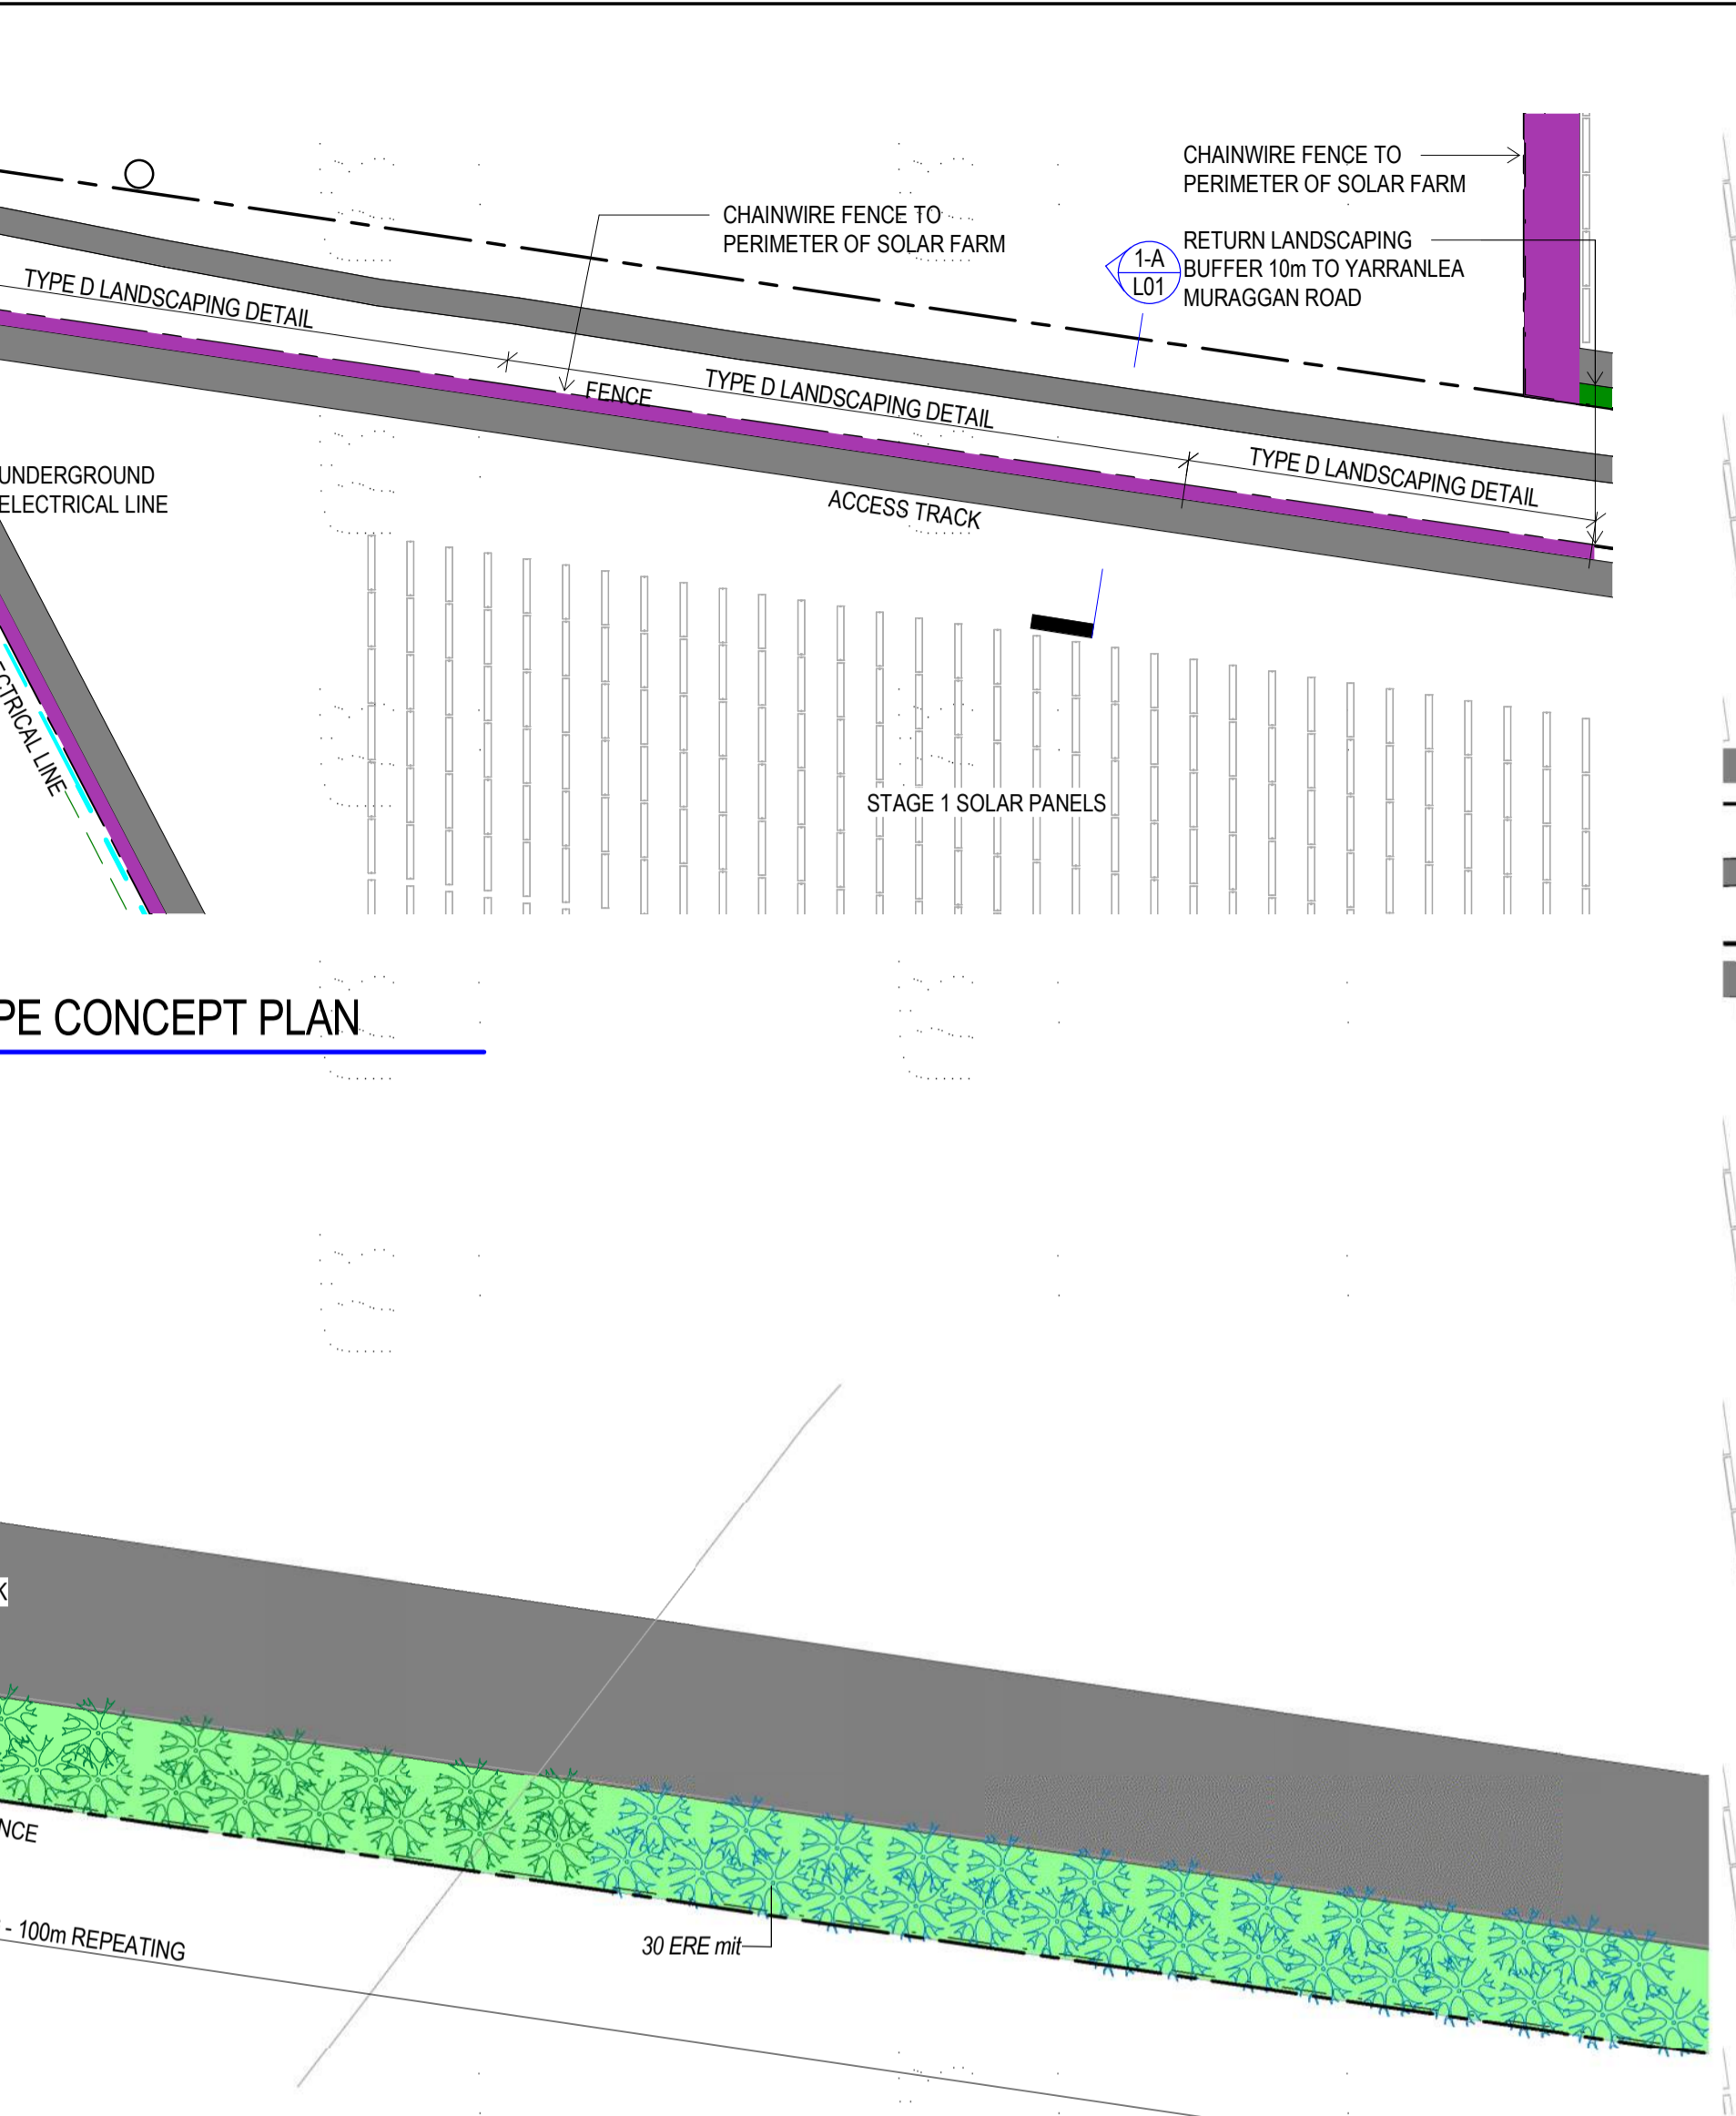 CHAINWIRE FENCE TO
PERIMETER OF SOLAR FARM
CHAINWIRE FENCE TO
PERIMETER OF SOLAR FARM
1-A
L01
RETURN LANDSCAPING
BUFFER 10m TO YARRANLEA
MURAGGAN ROAD
TYPE D LANDSCAPING DETAIL
FENCE
TYPE D LANDSCAPING DETAIL
TYPE D LANDSCAPING DETAIL
UNDERGROUND
ELECTRICAL LINE
ACCESS TRACK
CTRICAL LINE
STAGE 1 SOLAR PANELS
PE CONCEPT PLAN
K
NCE
- 100m REPEATING
30 ERE mit